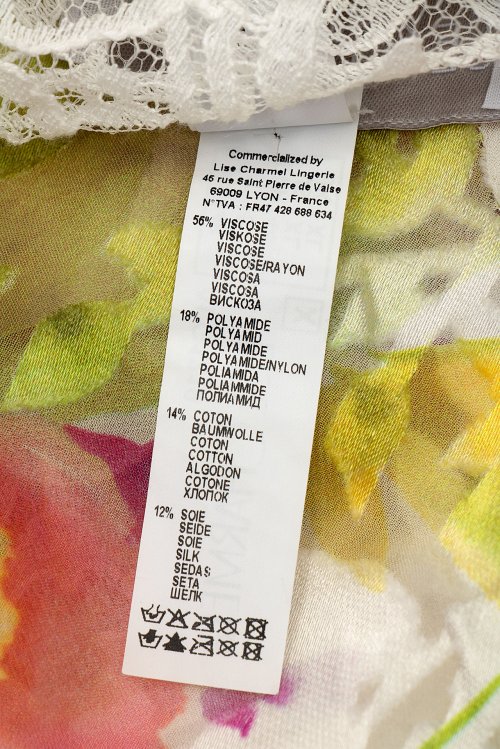 Commercialized by
Lise Charmel Lingerie
45 rue Saint Pierre de Vaise
69009 LYON - France
N°TVA : FR47 428 688 634
56% VISCOSE
VISKOSE
VISCOSE
VISCOSE/RAYON
VISCOSA
VISCOSA
ВИСКОЗА
18% POLYAMIDE
POLYAMID
POLYAMIDE
POLYAMIDE/NYLON
POLIAMIDA
POLIAMMIDE
ПОЛИАМИД
14% COTON
BAUMWOLLE
COTON
COTTON
ALGODON
COTONE
ХЛОПОК
12% SOIE
SEIDE
SOIE
SILK
SEDAS
SETA
ШЕЛК